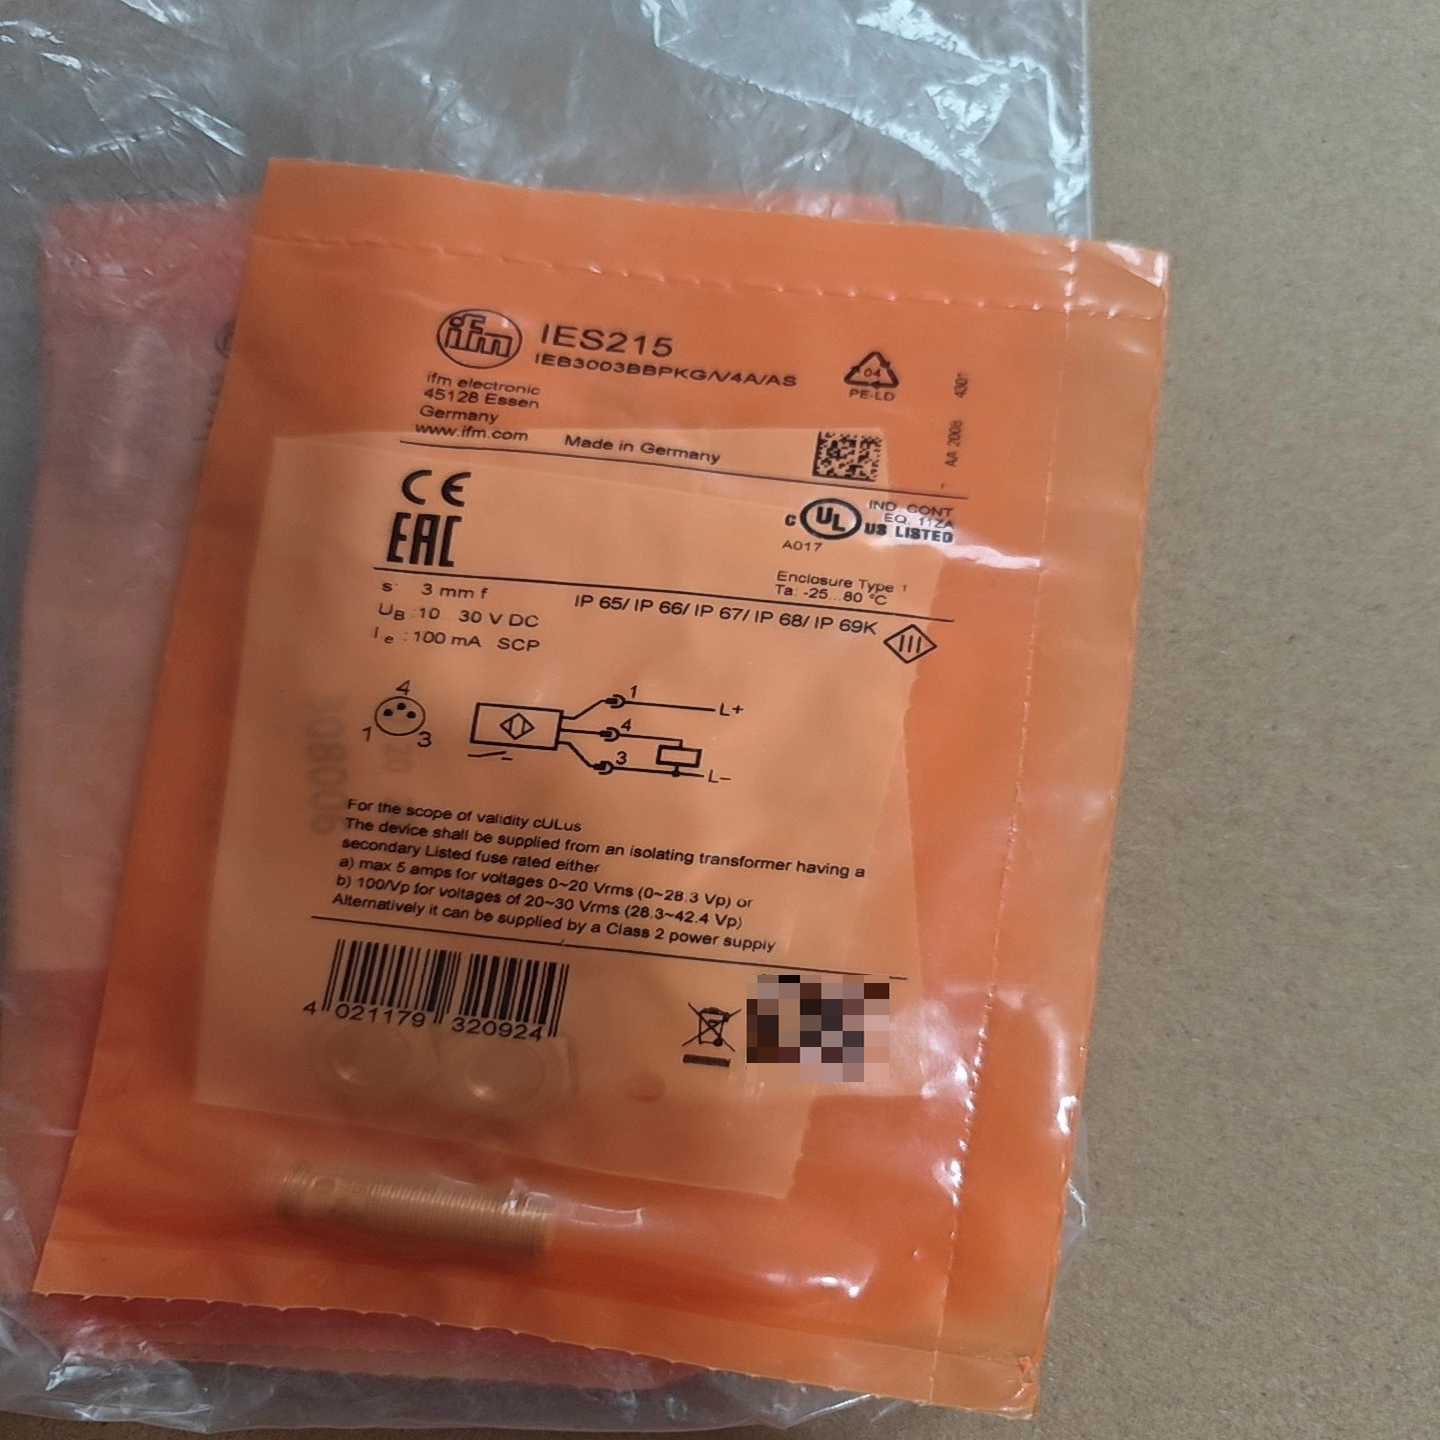 ifm
IES215
IEB3003BBPKG/V4A/AS
ifm electronic
45128 Essen
Germany
www.ifm.com
Made in Germany
04
PE-LD
AA 2008 4301
CE
EAC
c UL US LISTED
IND. CONT
EQ. 11ZA
A017
Enclosure Type 1
Ta: -25...80 °C
s: 3 mm f
UB: 10 30 V DC
Ie: 100 mA SCP
IP 65/ IP 66/ IP 67/ IP 68/ IP 69K
4
1
3
1
L+
4
3
L−
For the scope of validity cULus
The device shall be supplied from an isolating transformer having a
secondary Listed fuse rated either
a) max 5 amps for voltages 0~20 Vrms (0~28.3 Vp) or
b) 100/Vp for voltages of 20~30 Vrms (28.3~42.4 Vp)
Alternatively it can be supplied by a Class 2 power supply
4 021179 320924